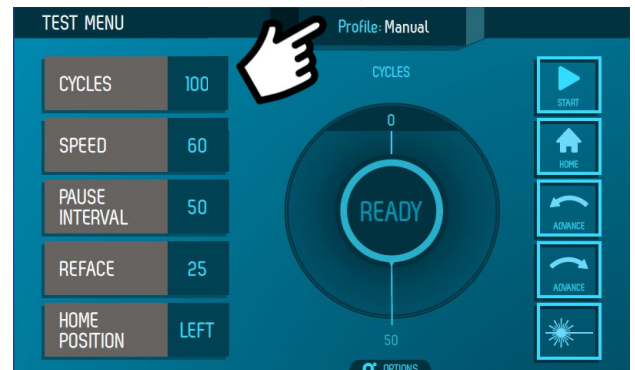 TEST MENU
Profile: Manual
CYCLES 100
SPEED 60
PAUSE
INTERVAL 50
REFACE 25
HOME
POSITION LEFT
CYCLES
0
READY
50
OPTIONS
START
HOME
ADVANCE
ADVANCE